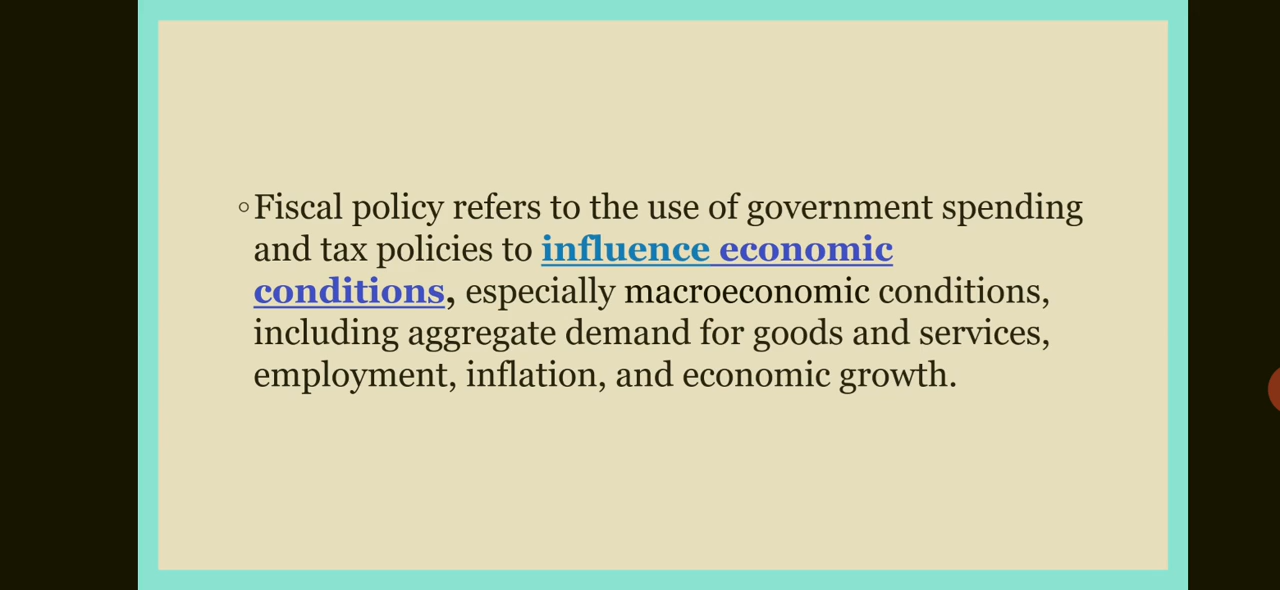 ◦Fiscal policy refers to the use of government spending
and tax policies to influence economic
conditions, especially macroeconomic conditions,
including aggregate demand for goods and services,
employment, inflation, and economic growth.